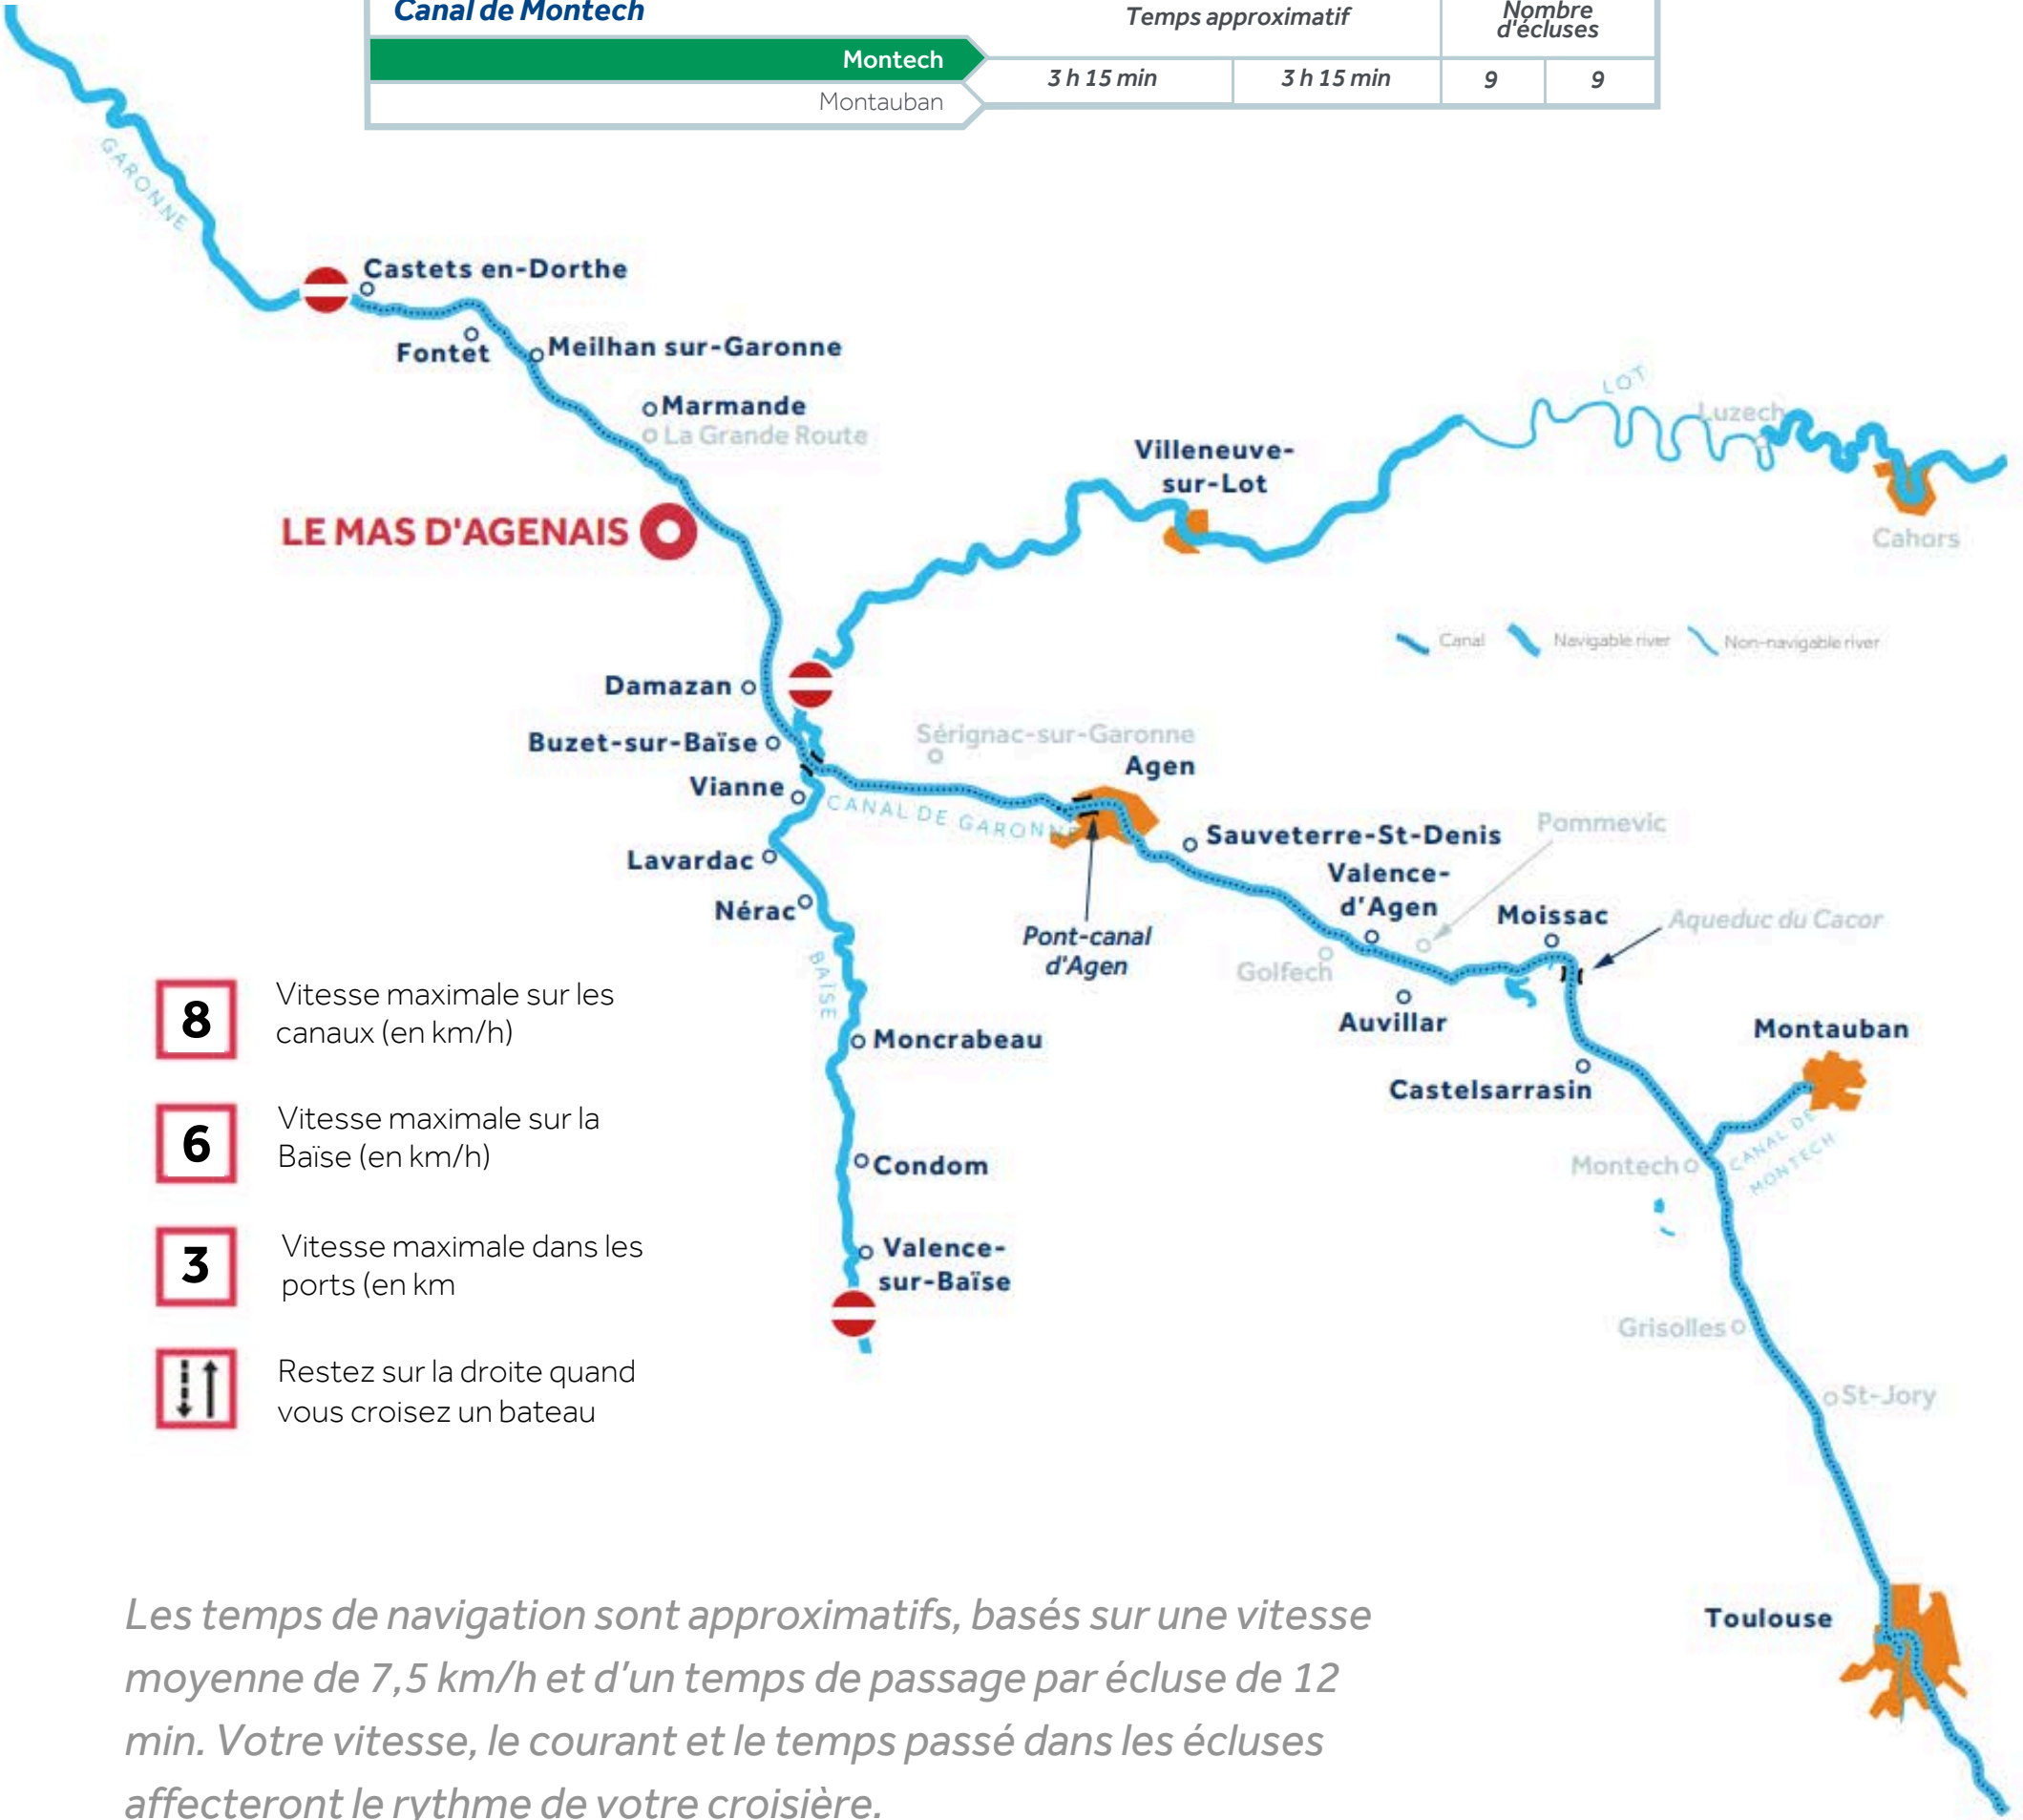 Canal de Montech
Temps approximatif
Nombre
d'écluses
Montech
3 h 15 min
3 h 15 min
9
9
Montauban
GARONNE
Castets en-Dorthe
Fontet
Meilhan sur-Garonne
Marmande
La Grande Route
LOT
Luzech
Villeneuve-
sur-Lot
LE MAS D'AGENAIS
Cahors
Canal
Navigable river
Non-navigable river
Damazan
Buzet-sur-Baïse
Sérignac-sur-Garonne
Agen
Vianne
CANAL DE GARONNE
Sauveterre-St-Denis
Pommevic
Lavardac
Valence-
d'Agen
Nérac
Moissac
Aqueduc du Cacor
Pont-canal
d'Agen
Golfech
BAÏSE
8
Vitesse maximale sur les
canaux (en km/h)
Auvillar
Moncrabeau
Montauban
Castelsarrasin
6
Vitesse maximale sur la
Baïse (en km/h)
CANAL DE
MONTECH
Condom
Montech
3
Vitesse maximale dans les
ports (en km
Valence-
sur-Baïse
Grisolles
Restez sur la droite quand
vous croisez un bateau
St-Jory
Toulouse
Les temps de navigation sont approximatifs, basés sur une vitesse
moyenne de 7,5 km/h et d'un temps de passage par écluse de 12
min. Votre vitesse, le courant et le temps passé dans les écluses
affecteront le rythme de votre croisière.